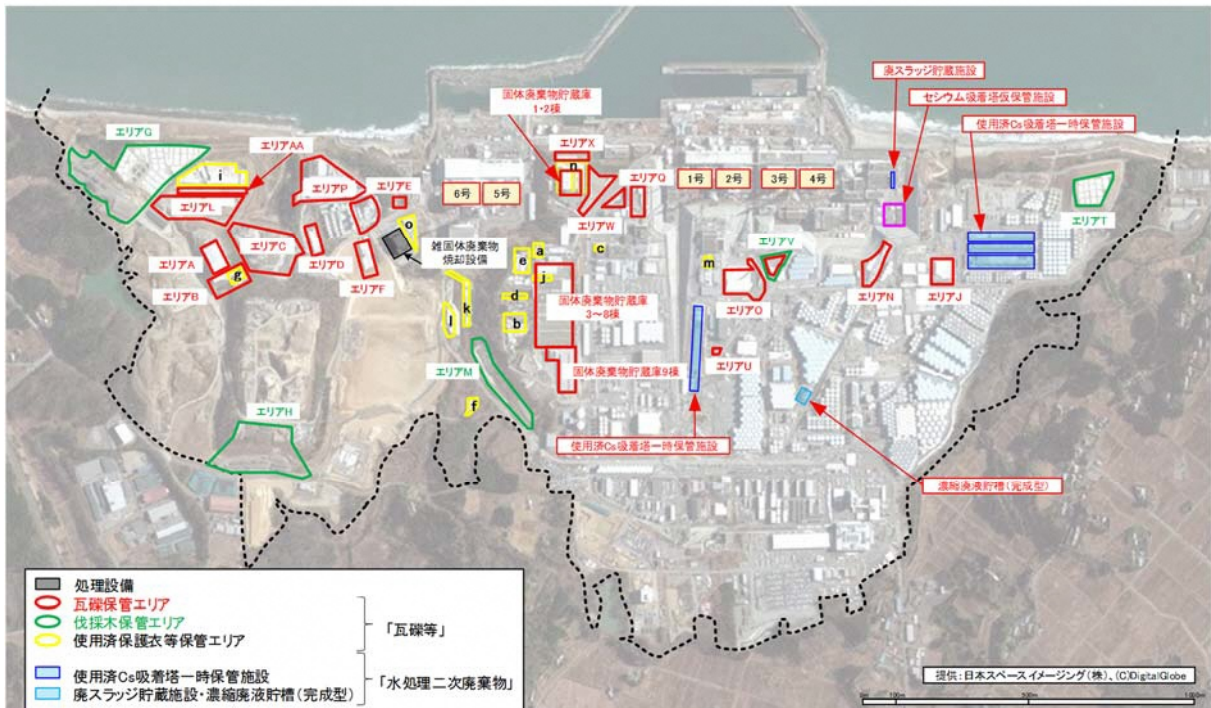 廃スラッジ貯蔵施設
セシウム吸着塔仮保管施設
使用済Cs吸着塔一時保管施設
固体廃棄物貯蔵庫
1・2棟
エリアG
エリアAA
i
エリアL
エリアP
エリアE
6号
5号
エリアX
n
エリアQ
エリアW
1号
2号
3号
4号
エリアT
エリアA
エリアC
エリアD
エリアF
エリアB
g
o
雑固体廃棄物
焼却設備
a
e
c
j
d
b
k
l
f
m
固体廃棄物貯蔵庫
3～8棟
固体廃棄物貯蔵庫9棟
エリアV
エリアO
エリアN
エリアJ
エリアU
エリアM
エリアH
使用済Cs吸着塔一時保管施設
濃縮廃液貯槽(完成型)
処理設備
瓦礫保管エリア
伐採木保管エリア
使用済保護衣等保管エリア
「瓦礫等」
使用済Cs吸着塔一時保管施設
廃スラッジ貯蔵施設・濃縮廃液貯槽(完成型)
「水処理二次廃棄物」
提供：日本スペースイメージング(株)、(C)DigitalGlobe
0m 100m 500m 1000m